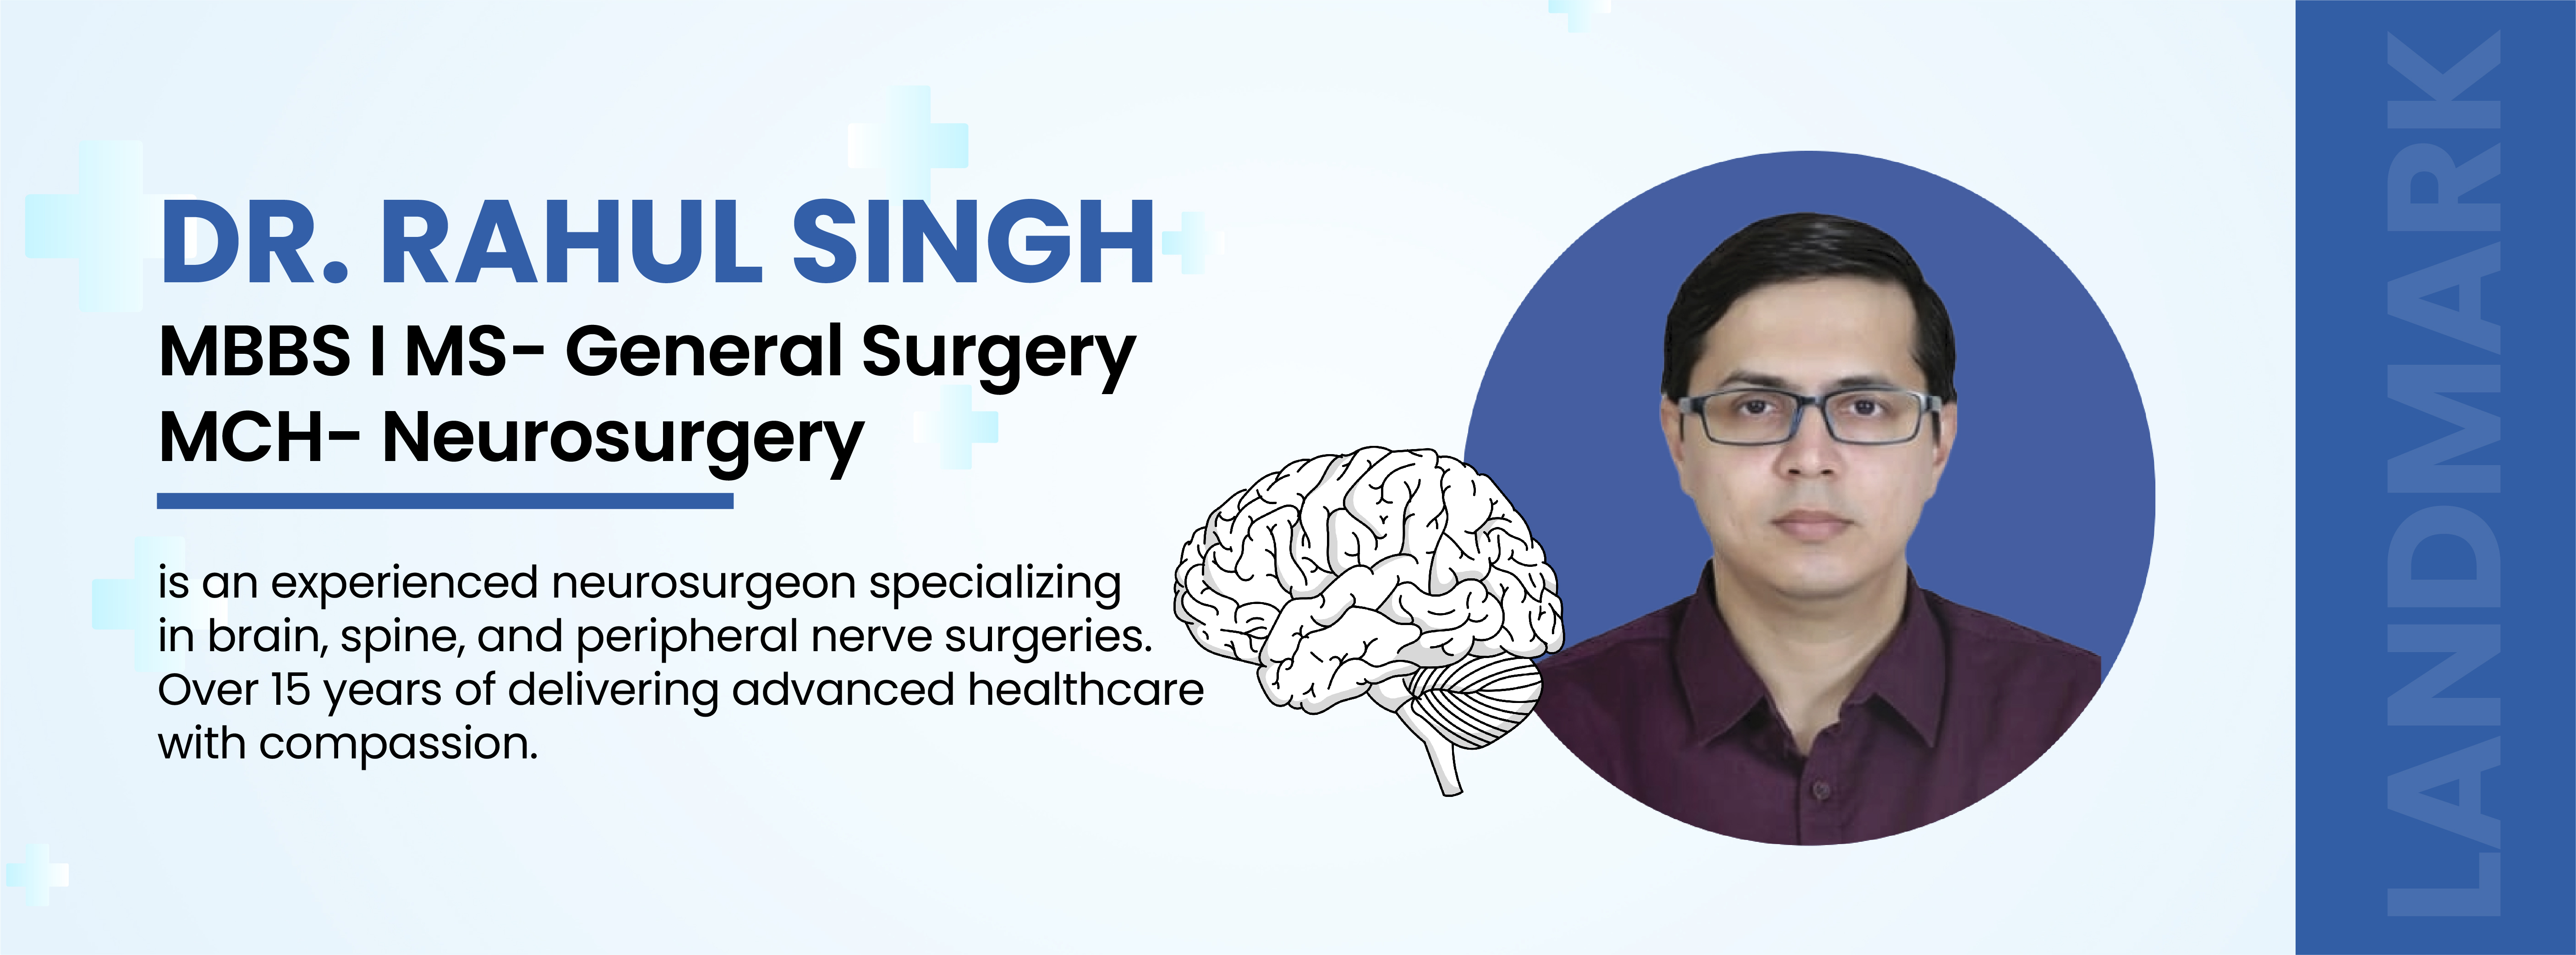 DR. RAHUL SINGH
MBBS I MS- General Surgery
MCH- Neurosurgery
is an experienced neurosurgeon specializing
in brain, spine, and peripheral nerve surgeries.
Over 15 years of delivering advanced healthcare
with compassion.
LANDMARK